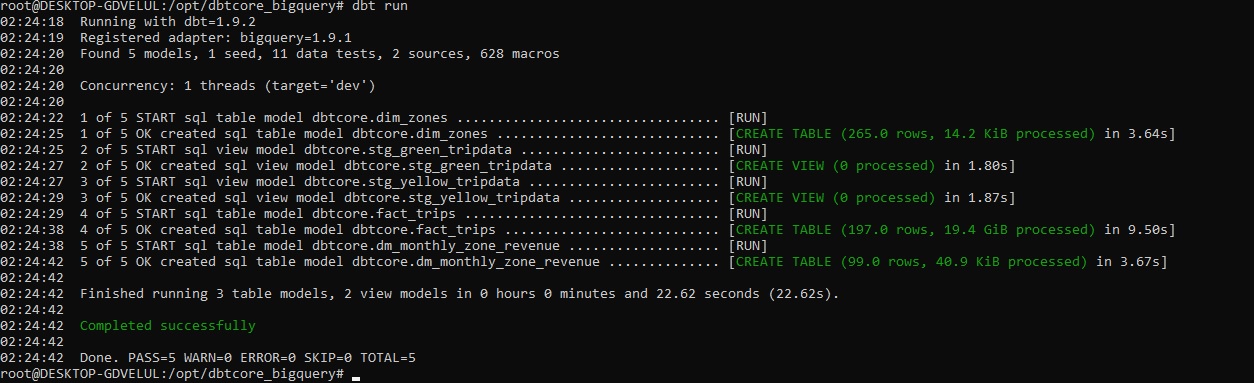 root@DESKTOP-GDVELUL:/opt/dbtcore_bigquery# dbt run
02:24:18  Running with dbt=1.9.2
02:24:19  Registered adapter: bigquery=1.9.1
02:24:20  Found 5 models, 1 seed, 11 data tests, 2 sources, 628 macros
02:24:20
02:24:20  Concurrency: 1 threads (target='dev')
02:24:20
02:24:22  1 of 5 START sql table model dbtcore.dim_zones ................................. [RUN]
02:24:25  1 of 5 OK created sql table model dbtcore.dim_zones ............................ [CREATE TABLE (265.0 rows, 14.2 KiB processed) in 3.64s]
02:24:25  2 of 5 START sql view model dbtcore.stg_green_tripdata ......................... [RUN]
02:24:27  2 of 5 OK created sql view model dbtcore.stg_green_tripdata .................... [CREATE VIEW (0 processed) in 1.80s]
02:24:27  3 of 5 START sql view model dbtcore.stg_yellow_tripdata ........................ [RUN]
02:24:29  3 of 5 OK created sql view model dbtcore.stg_yellow_tripdata ................... [CREATE VIEW (0 processed) in 1.87s]
02:24:29  4 of 5 START sql table model dbtcore.fact_trips ................................ [RUN]
02:24:38  4 of 5 OK created sql table model dbtcore.fact_trips ........................... [CREATE TABLE (197.0 rows, 19.4 GiB processed) in 9.50s]
02:24:38  5 of 5 START sql table model dbtcore.dm_monthly_zone_revenue ................... [RUN]
02:24:42  5 of 5 OK created sql table model dbtcore.dm_monthly_zone_revenue .............. [CREATE TABLE (99.0 rows, 40.9 KiB processed) in 3.67s]
02:24:42
02:24:42  Finished running 3 table models, 2 view models in 0 hours 0 minutes and 22.62 seconds (22.62s).
02:24:42
02:24:42  Completed successfully
02:24:42
02:24:42  Done. PASS=5 WARN=0 ERROR=0 SKIP=0 TOTAL=5
root@DESKTOP-GDVELUL:/opt/dbtcore_bigquery#